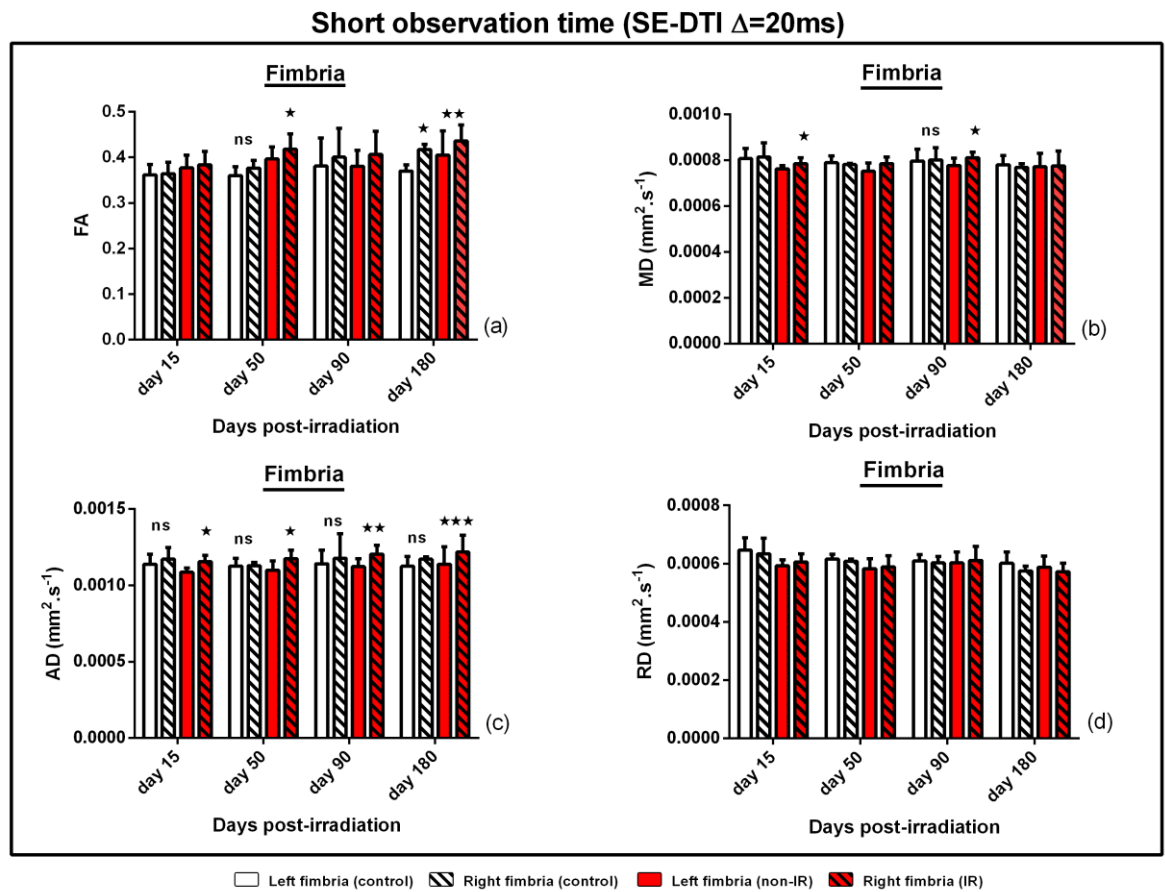 Short observation time (SE-DTI Δ=20ms)
Fimbria
FA
0.5
0.4
0.3
0.2
0.1
0.0
ns
★
★
★★
day 15
day 50
day 90
day 180
Days post-irradiation
(a)
Fimbria
MD (mm².s⁻¹)
0.0010
0.0008
0.0006
0.0004
0.0002
0.0000
★
ns
★
day 15
day 50
day 90
day 180
Days post-irradiation
(b)
Fimbria
AD (mm².s⁻¹)
0.0015
0.0010
0.0005
0.0000
ns
★
ns
★
ns
★★
ns
★★★
day 15
day 50
day 90
day 180
Days post-irradiation
(c)
Fimbria
RD (mm².s⁻¹)
0.0008
0.0006
0.0004
0.0002
0.0000
day 15
day 50
day 90
day 180
Days post-irradiation
(d)
Left fimbria (control) Right fimbria (control) Left fimbria (non-IR) Right fimbria (IR)